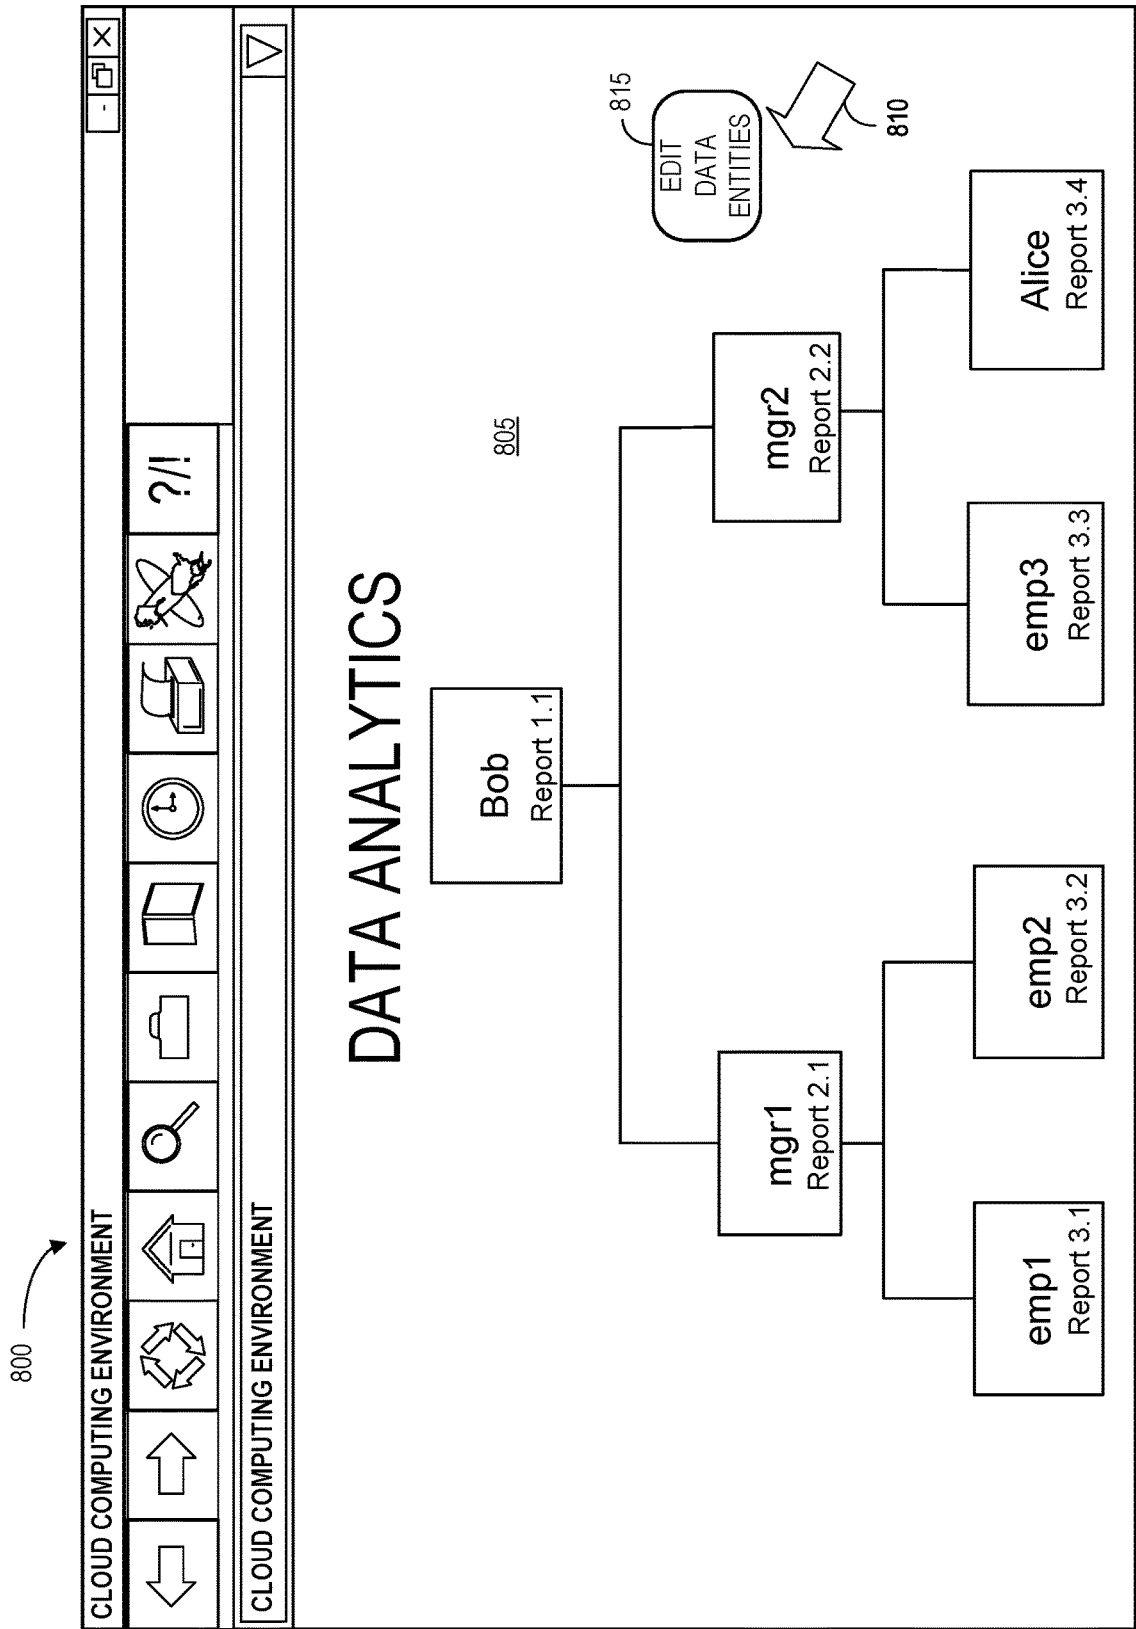 800
CLOUD COMPUTING ENVIRONMENT
- X
?/!
CLOUD COMPUTING ENVIRONMENT
DATA ANALYTICS
Bob
Report 1.1
805
815
EDIT
DATA
ENTITIES
810
mgr1
Report 2.1
mgr2
Report 2.2
emp1
Report 3.1
emp2
Report 3.2
emp3
Report 3.3
Alice
Report 3.4